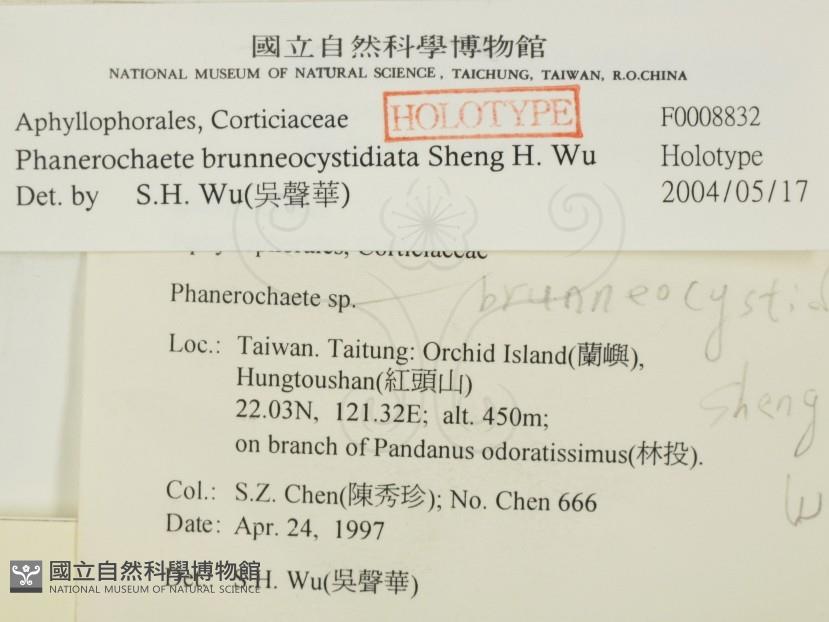 國立自然科學博物館
NATIONAL MUSEUM OF NATURAL SCIENCE, TAICHUNG, TAIWAN, R.O.CHINA
Aphyllophorales, Corticiaceae HOLOTYPE F0008832
Phanerochaete brunneocystidiata Sheng H. Wu Holotype
Det. by S.H. Wu(吳聲華) 2004/05/17
Corticiaceae
Phanerochaete sp. brunneocystid
Loc.: Taiwan. Taitung: Orchid Island(蘭嶼),
Hungtoushan(紅頭山)
22.03N, 121.32E; alt. 450m;
Sheng
on branch of Pandanus odoratissimus(林投).
Col.: S.Z. Chen(陳秀珍); No. Chen 666
W
Date: Apr. 24, 1997
Det.: S.H. Wu(吳聲華)
國立自然科學博物館
NATIONAL MUSEUM OF NATURAL SCIENCE